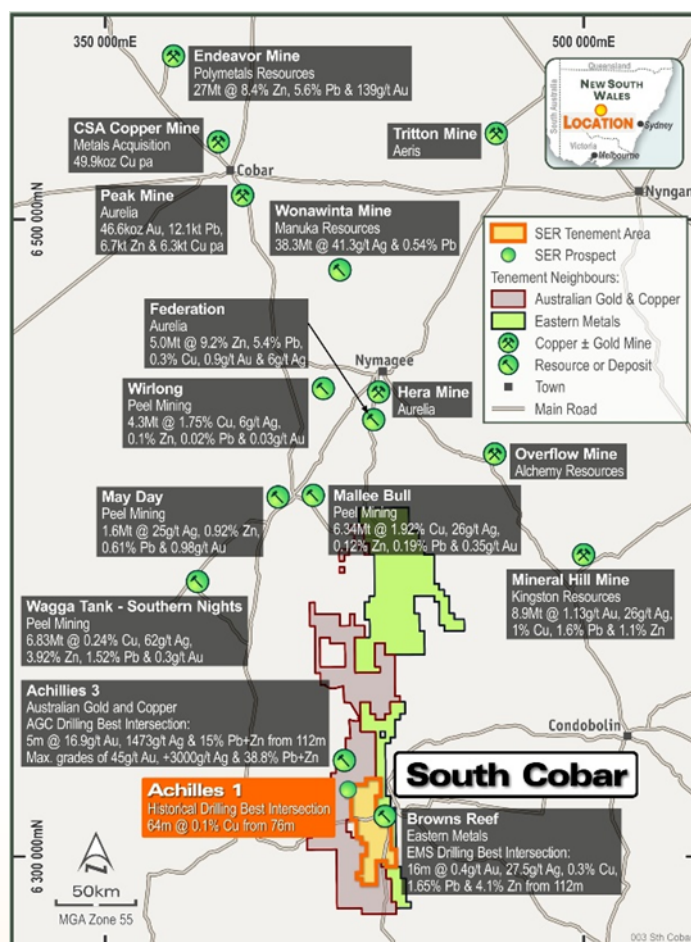 350 000mE
500 000mE
Endeavor Mine
Polymetals Resources
27Mt @ 8.4% Zn, 5.6% Pb & 139g/t Au
Queensland
NEW SOUTH
WALES
LOCATION
South Australia
Sydney
Victoria
Melbourne
CSA Copper Mine
Metals Acquisition
49.9koz Cu pa
Tritton Mine
Aeris
Cobar
Nyngan
Peak Mine
Aurelia
46.6koz Au, 12.1kt Pb,
6.7kt Zn & 6.3kt Cu pa
Wonawinta Mine
Manuka Resources
38.3Mt @ 41.3g/t Ag & 0.54% Pb
6 500 000mN
SER Tenement Area
SER Prospect
Tenement Neighbours:
Australian Gold & Copper
Eastern Metals
Copper ± Gold Mine
Resource or Deposit
Town
Main Road
Federation
Aurelia
5.0Mt @ 9.2% Zn, 5.4% Pb,
0.3% Cu, 0.9g/t Au & 6g/t Ag
Nymagee
Wirlong
Peel Mining
4.3Mt @ 1.75% Cu, 6g/t Ag,
0.1% Zn, 0.02% Pb & 0.03g/t Au
Hera Mine
Aurelia
Overflow Mine
Alchemy Resources
May Day
Peel Mining
1.6Mt @ 25g/t Ag, 0.92% Zn,
0.61% Pb & 0.98g/t Au
Mallee Bull
Peel Mining
6.34Mt @ 1.92% Cu, 26g/t Ag,
0.12% Zn, 0.19% Pb & 0.35g/t Au
Mineral Hill Mine
Kingston Resources
8.9Mt @ 1.13g/t Au, 26g/t Ag,
1% Cu, 1.6% Pb & 1.1% Zn
Wagga Tank - Southern Nights
Peel Mining
6.83Mt @ 0.24% Cu, 62g/t Ag,
3.92% Zn, 1.52% Pb & 0.3g/t Au
Achillies 3
Australian Gold and Copper
AGC Drilling Best Intersection:
5m @ 16.9g/t Au, 1473g/t Ag & 15% Pb+Zn from 112m
Max. grades of 45g/t Au, +3000g/t Ag & 38.8% Pb+Zn
Condobolin
South Cobar
Achilles 1
Historical Drilling Best Intersection
64m @ 0.1% Cu from 76m
Browns Reef
Eastern Metals
EMS Drilling Best Intersection:
16m @ 0.4g/t Au, 27.5g/t Ag, 0.3% Cu,
1.65% Pb & 4.1% Zn from 112m
6 300 000mN
50km
MGA Zone 55
003 Sth Cobar